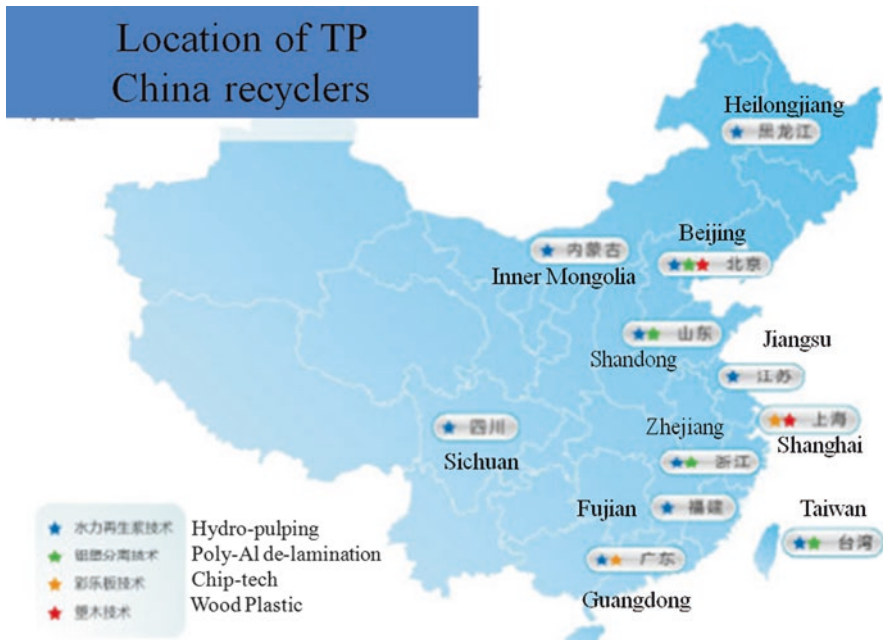 Location of TP
China recyclers
Heilongjiang
黑龙江
Beijing
北京
内蒙古
Inner Mongolia
山东
Shandong
Jiangsu
江苏
四川
Sichuan
Zhejiang
浙江
上海
Shanghai
Fujian
福建
Taiwan
台湾
广东
Guangdong
水力再生浆技术 Hydro-pulping
铝塑分离技术 Poly-Al de-lamination
彩乐板技术 Chip-tech
塑木技术 Wood Plastic